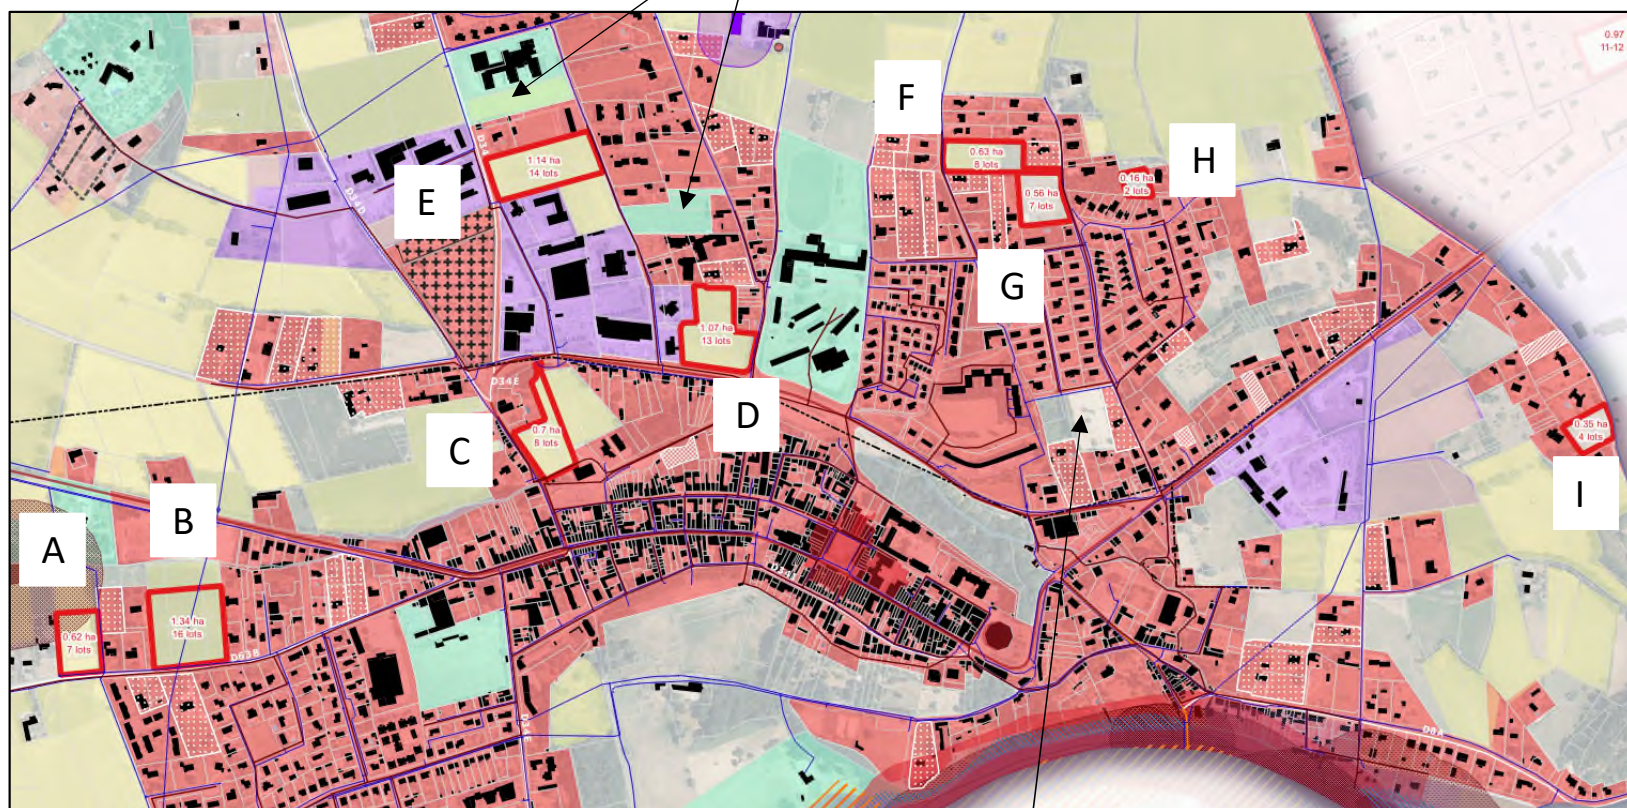 0.97
11-12
F
0.63 ha
8 lots
H
0.16 ha
2 lots
D34
1.14 ha
14 lots
E
0.56 ha
7 lots
G
1.07 ha
13 lots
D34E
D
C
0.7 ha
8 lots
0.35 ha
4 lots
I
B
A
1.34 ha
16 lots
0.62 ha
7 lots
D63B
D8A